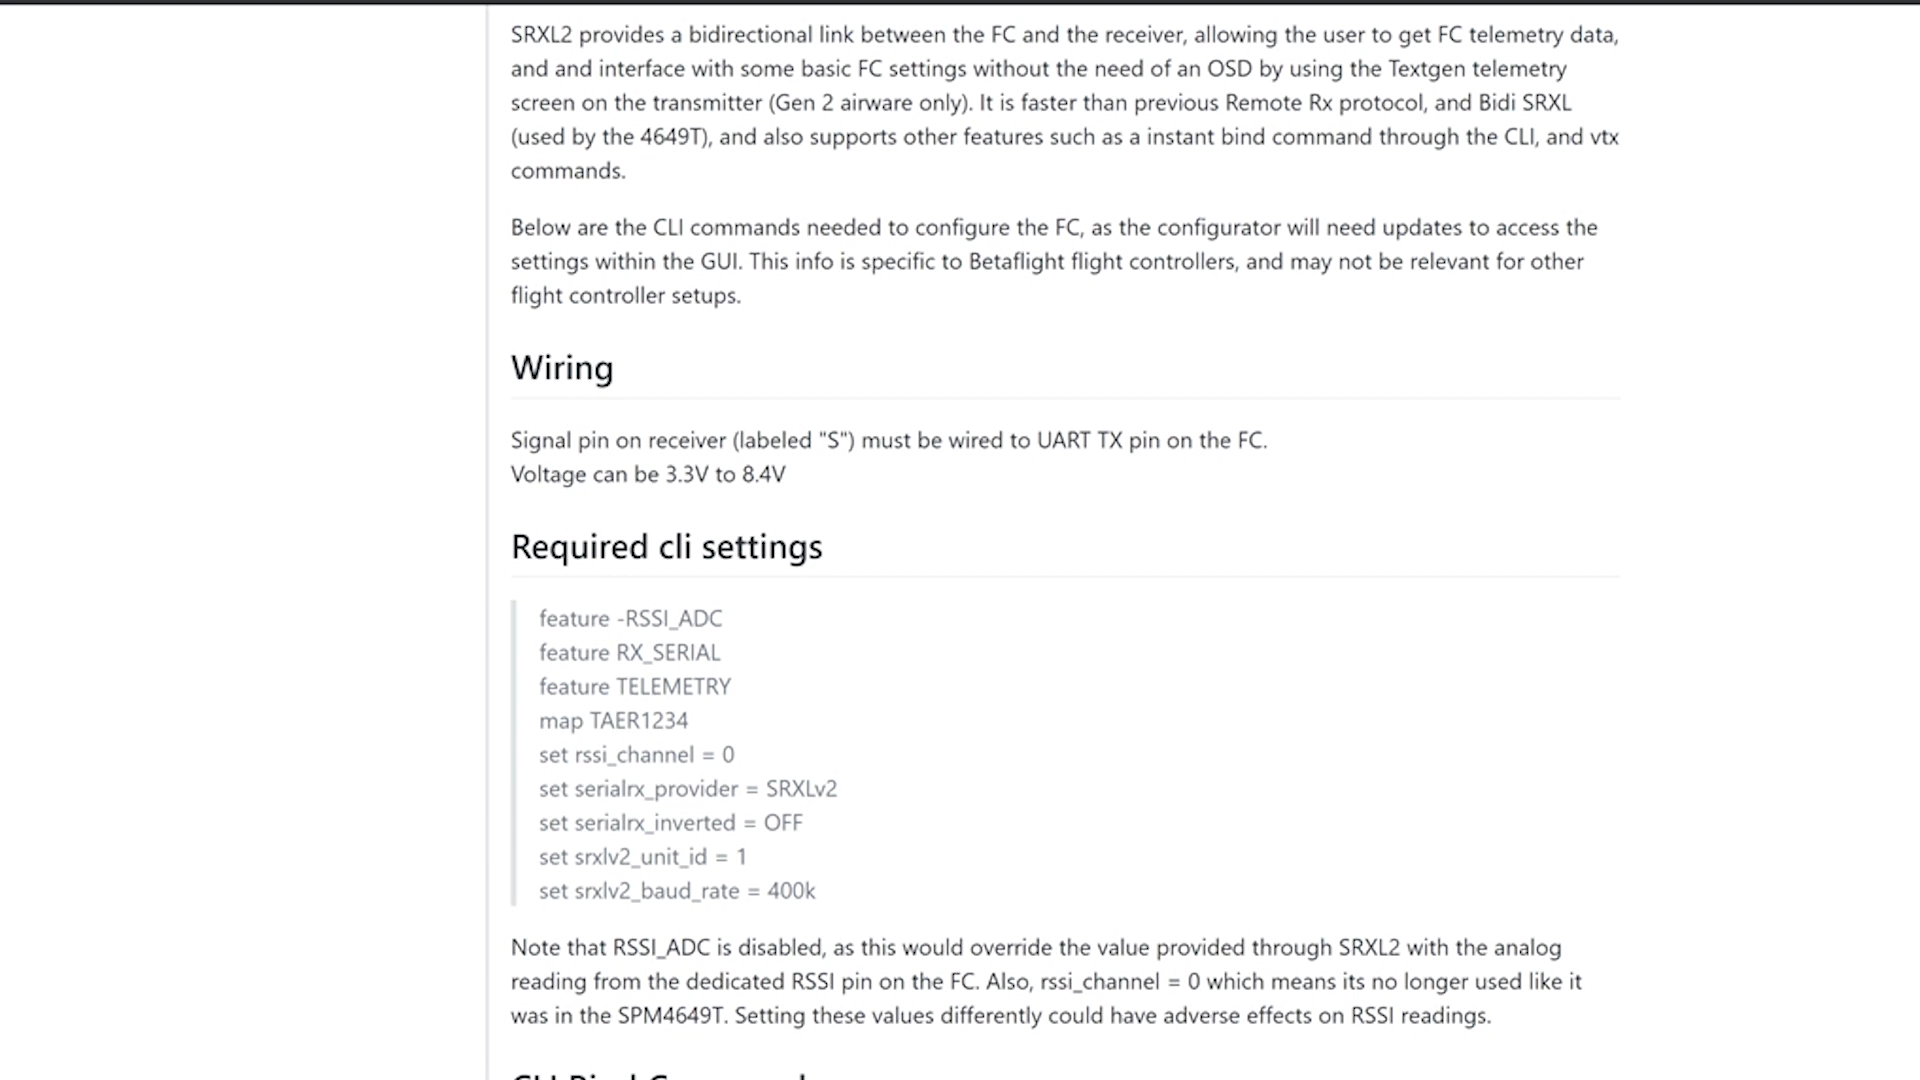 SRXL2 provides a bidirectional link between the FC and the receiver, allowing the user to get FC telemetry data,
and and interface with some basic FC settings without the need of an OSD by using the Textgen telemetry
screen on the transmitter (Gen 2 airware only). It is faster than previous Remote Rx protocol, and Bidi SRXL
(used by the 4649T), and also supports other features such as a instant bind command through the CLI, and vtx
commands.
Below are the CLI commands needed to configure the FC, as the configurator will need updates to access the
settings within the GUI. This info is specific to Betaflight flight controllers, and may not be relevant for other
flight controller setups.
Wiring
Signal pin on receiver (labeled "S") must be wired to UART TX pin on the FC.
Voltage can be 3.3V to 8.4V
Required cli settings
feature -RSSI_ADC
feature RX_SERIAL
feature TELEMETRY
map TAER1234
set rssi_channel = 0
set serialrx_provider = SRXLv2
set serialrx_inverted = OFF
set srxlv2_unit_id = 1
set srxlv2_baud_rate = 400k
Note that RSSI_ADC is disabled, as this would override the value provided through SRXL2 with the analog
reading from the dedicated RSSI pin on the FC. Also, rssi_channel = 0 which means its no longer used like it
was in the SPM4649T. Setting these values differently could have adverse effects on RSSI readings.